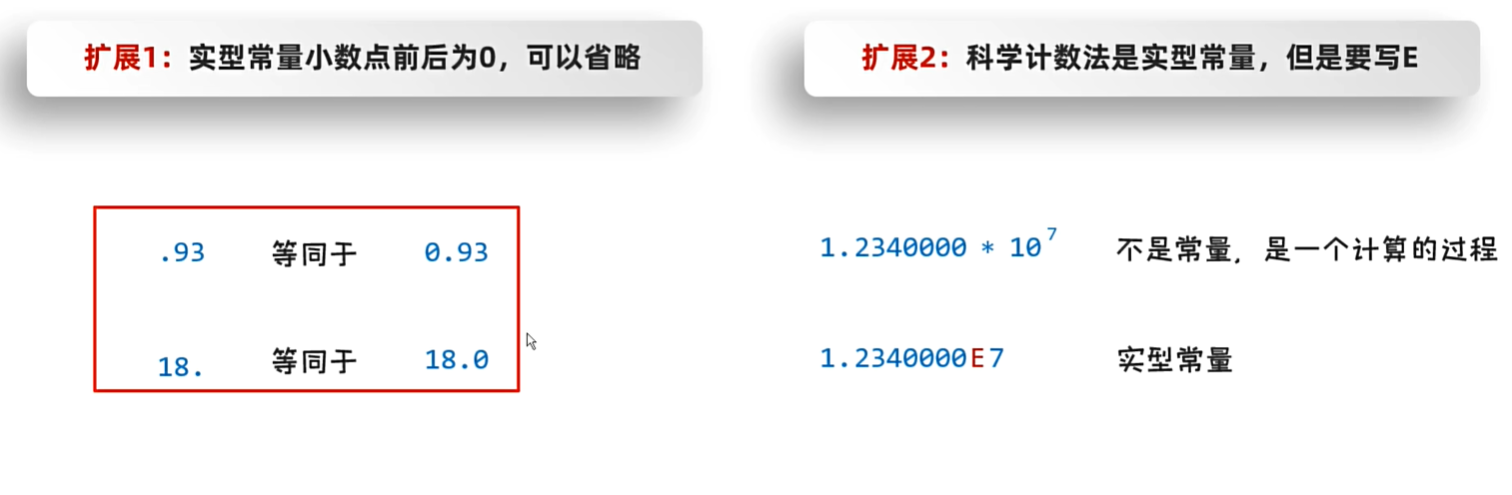 扩展1：实型常量小数点前后为0，可以省略
.93 等同于 0.93
18. 等同于 18.0
扩展2：科学计数法是实型常量，但是要写E
1.2340000 * 10⁷ 不是常量，是一个计算的过程
1.2340000E7 实型常量